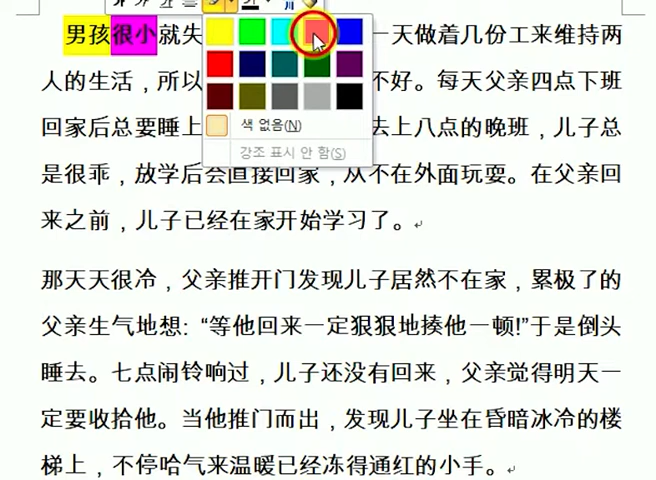 男孩很小就失 一天做着几份工来维持两
人的生活，所以 不好。每天父亲四点下班
色 없음(N)
回家后总要睡上 去上八点的晚班，儿子总
강조 표시 안 함(S)
是很乖，放学后会直接回家，从不在外面玩耍。在父亲回
来之前，儿子已经在家开始学习了。
那天天很冷，父亲推开门发现儿子居然不在家，累极了的
父亲生气地想: “等他回来一定狠狠地揍他一顿!”于是倒头
睡去。七点闹铃响过，儿子还没有回来，父亲觉得明天一
定要收拾他。当他推门而出，发现儿子坐在昏暗冰冷的楼
梯上，不停哈气来温暖已经冻得通红的小手。